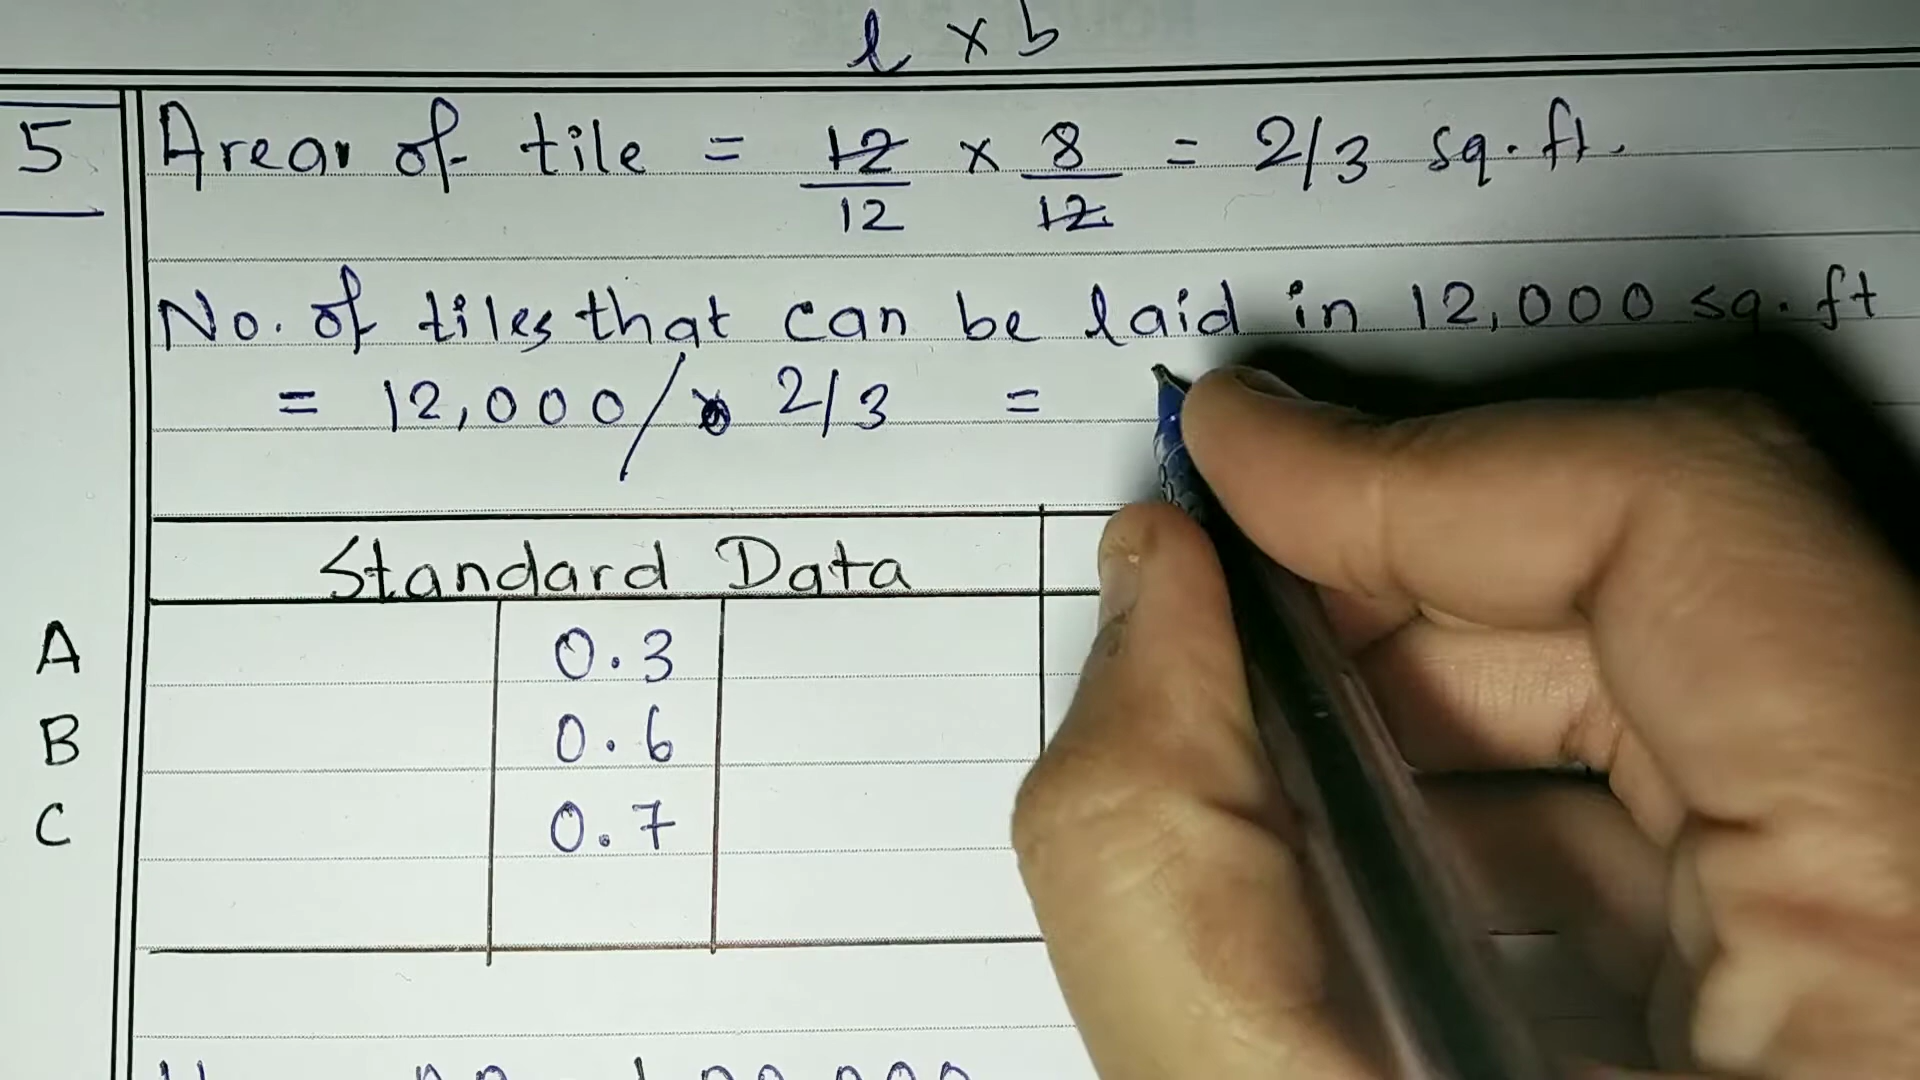 l × b
5 Area of tile = 12/12 × 8/12 = 2/3 sq.ft.
No. of tiles that can be laid in 12,000 sq.ft
= 12,000 / 2/3 =
Standard Data
A 0.3
B 0.6
C 0.7